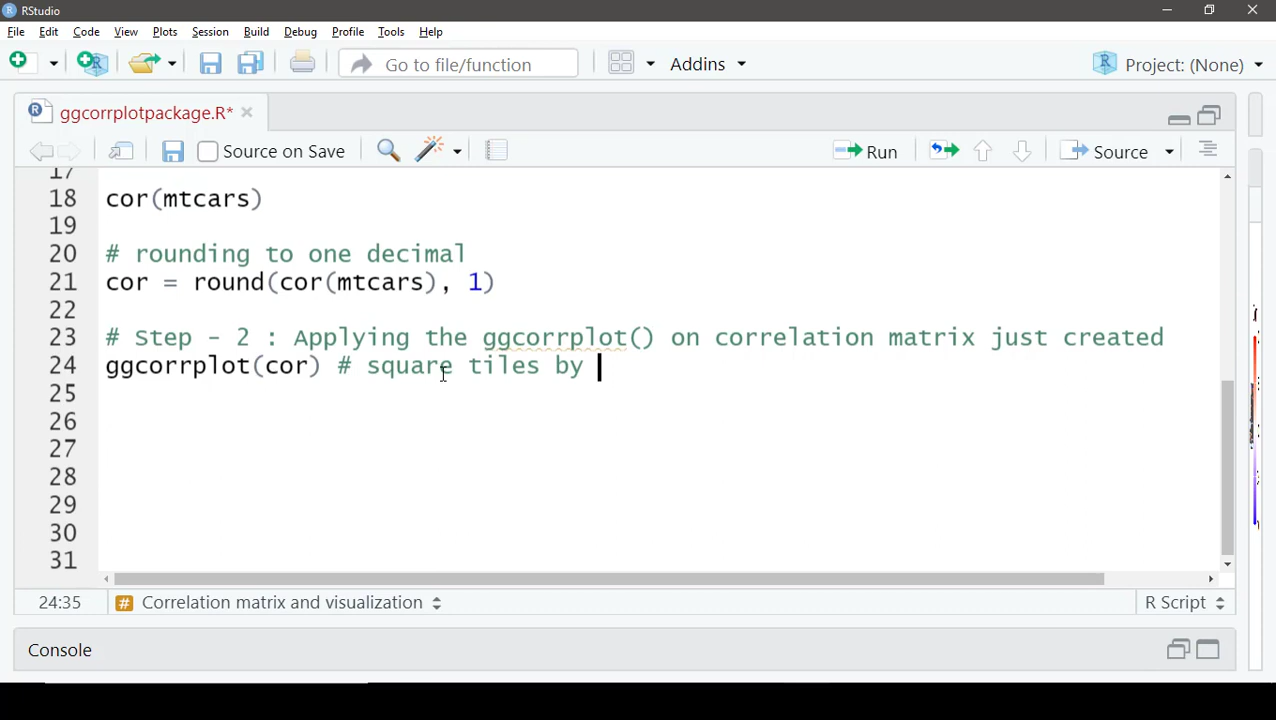 RStudio
File Edit Code View Plots Session Build Debug Profile Tools Help
Go to file/function Addins Project: (None)
ggcorrplotpackage.R*
Source on Save Run Source
17
18 cor(mtcars)
19
20 # rounding to one decimal
21 cor = round(cor(mtcars), 1)
22
23 # Step - 2 : Applying the ggcorrplot() on correlation matrix just created
24 ggcorrplot(cor) # square tiles by
25
26
27
28
29
30
31
24:35 # Correlation matrix and visualization R Script
Console